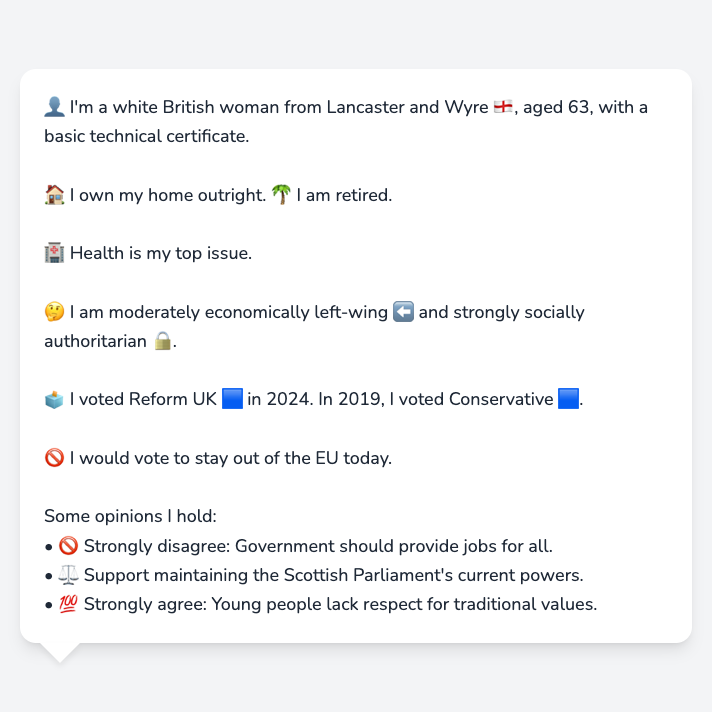 👤 I'm a white British woman from Lancaster and Wyre 🏴󠁧󠁢󠁥󠁮󠁧󠁿, aged 63, with a
basic technical certificate.
🏠 I own my home outright. 🌴 I am retired.
🏥 Health is my top issue.
🤔 I am moderately economically left-wing ⬅️ and strongly socially
authoritarian 🔒.
🗳️ I voted Reform UK 🟦 in 2024. In 2019, I voted Conservative 🟦.
🚫 I would vote to stay out of the EU today.
Some opinions I hold:
• 🚫 Strongly disagree: Government should provide jobs for all.
• ⚖️ Support maintaining the Scottish Parliament's current powers.
• 💯 Strongly agree: Young people lack respect for traditional values.